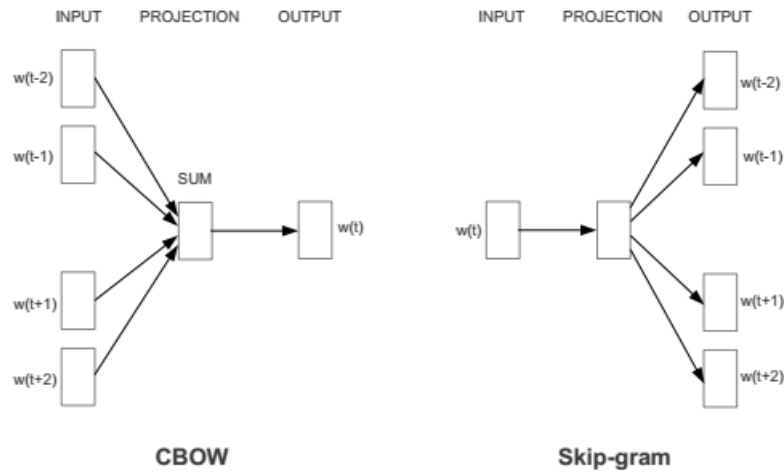 INPUT PROJECTION OUTPUT
w(t-2)
w(t-1)
SUM
w(t)
w(t+1)
w(t+2)
CBOW
INPUT PROJECTION OUTPUT
w(t-2)
w(t-1)
w(t)
w(t+1)
w(t+2)
Skip-gram